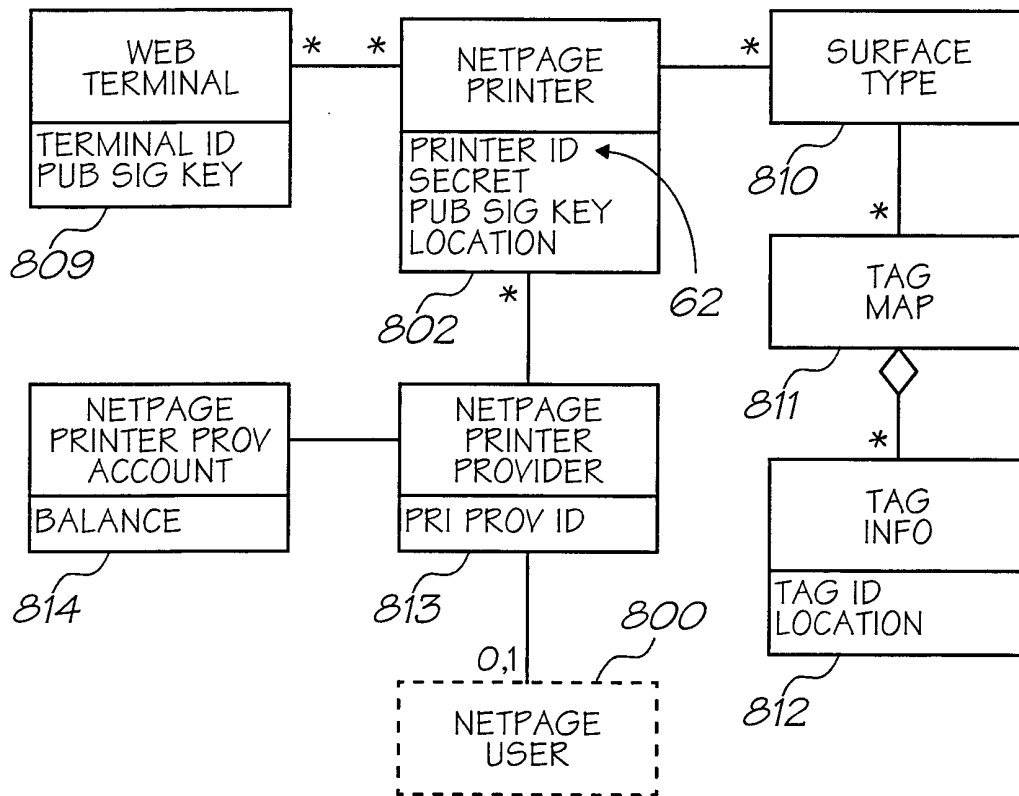 WEB
TERMINAL
TERMINAL ID
PUB SIG KEY
809
*
*
NETPAGE
PRINTER
PRINTER ID
SECRET
PUB SIG KEY
LOCATION
802
62
*
*
SURFACE
TYPE
810
*
TAG
MAP
811
*
TAG
INFO
TAG ID
LOCATION
812
NETPAGE
PRINTER PROV
ACCOUNT
BALANCE
814
NETPAGE
PRINTER
PROVIDER
PRI PROV ID
813
0,1
800
NETPAGE
USER